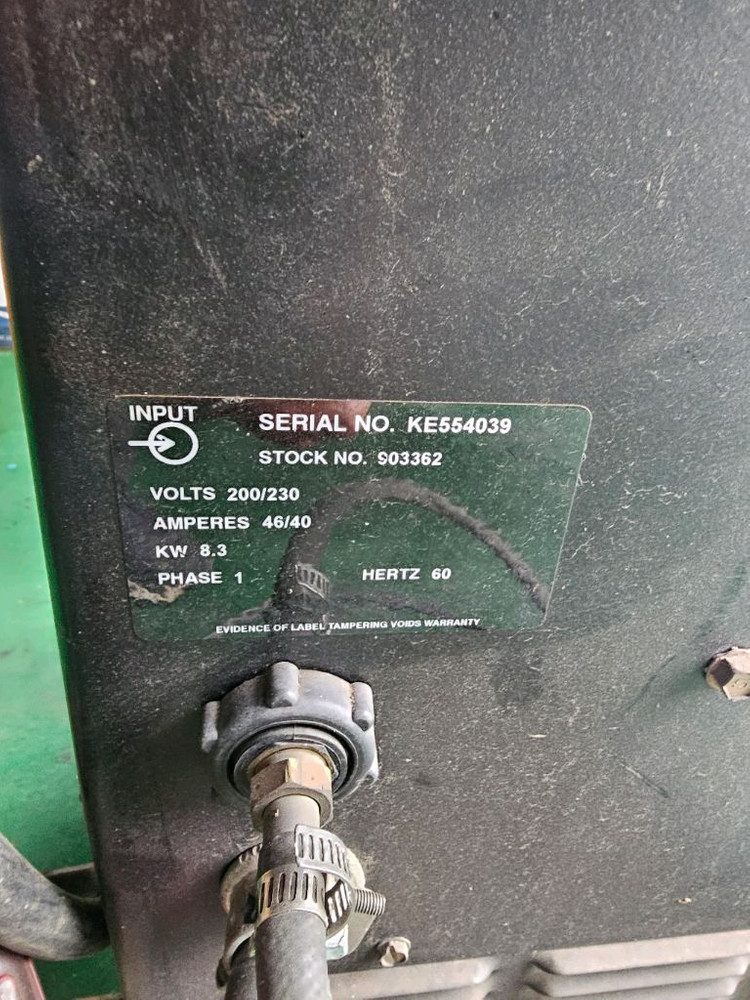 INPUT
SERIAL NO. KE554039
STOCK NO. 903362
VOLTS 200/230
AMPERES 46/40
KW 8.3
PHASE 1 HERTZ 60
EVIDENCE OF LABEL TAMPERING VOIDS WARRANTY